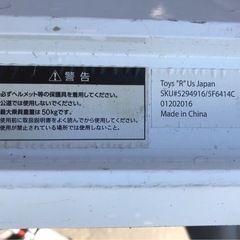 ⚠警告
必ずヘルメット等の保護具を着用してください。
公道では使用しないでください。
最大乗員重量は50kgです。
使用前に取扱説明書をよく読んでから使用してください。
使用が禁止されている場所では使用しないこと。
Toys "R" Us Japan
SKU#5294916/5F6414C
01202016
Made in China